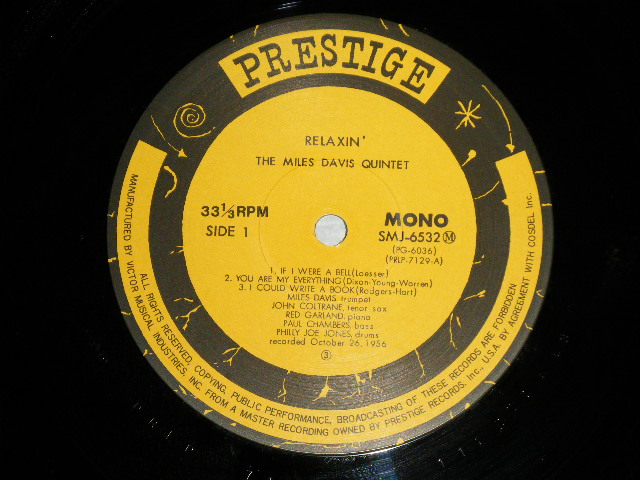 PRESTIGE
RELAXIN'
THE MILES DAVIS QUINTET
33⅓RPM
SIDE 1
MONO
SMJ-6532 Ⓜ
(PG-6036)
(PRLP-7129-A)
1. IF I WERE A BELL(Loesser)
2. YOU ARE MY EVERYTHING(Dixon-Young-Warren)
3. I COULD WRITE A BOOK(Rodgers-Hart)
MILES DAVIS, trumpet
JOHN COLTRANE, tenor sax
RED GARLAND, piano
PAUL CHAMBERS, bass
PHILLY JOE JONES, drums
recorded October 26, 1956
③
MANUFACTURED BY VICTOR MUSICAL INDUSTRIES, INC. FROM A MASTER RECORDING OWNED BY PRESTIGE RECORDS, Inc., U.S.A. BY AGREEMENT WITH COSDEL Inc.
ALL RIGHTS RESERVED, COPYING, PUBLIC PERFORMANCE, BROADCASTING OF THESE RECORDS ARE FORBIDDEN